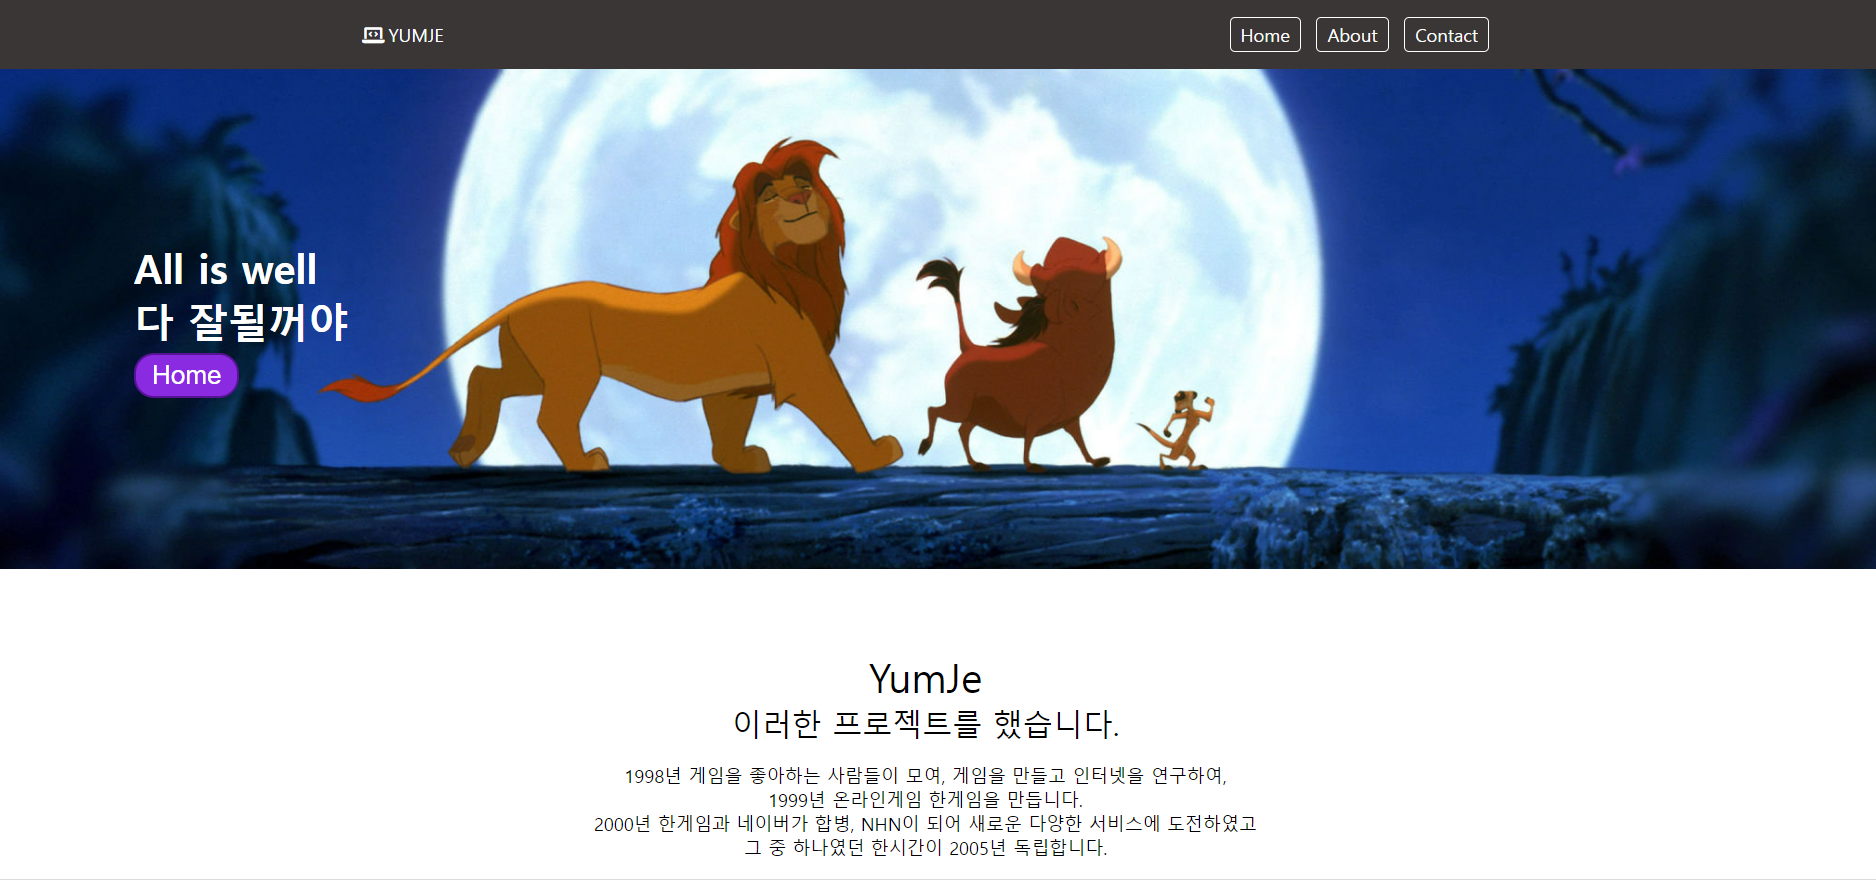 YUMJE
Home About Contact
All is well
다 잘될꺼야
Home
YumJe
이러한 프로젝트를 했습니다.
1998년 게임을 좋아하는 사람들이 모여, 게임을 만들고 인터넷을 연구하여,
1999년 온라인게임 한게임을 만듭니다.
2000년 한게임과 네이버가 합병, NHN이 되어 새로운 다양한 서비스에 도전하였고
그 중 하나였던 한시간이 2005년 독립합니다.